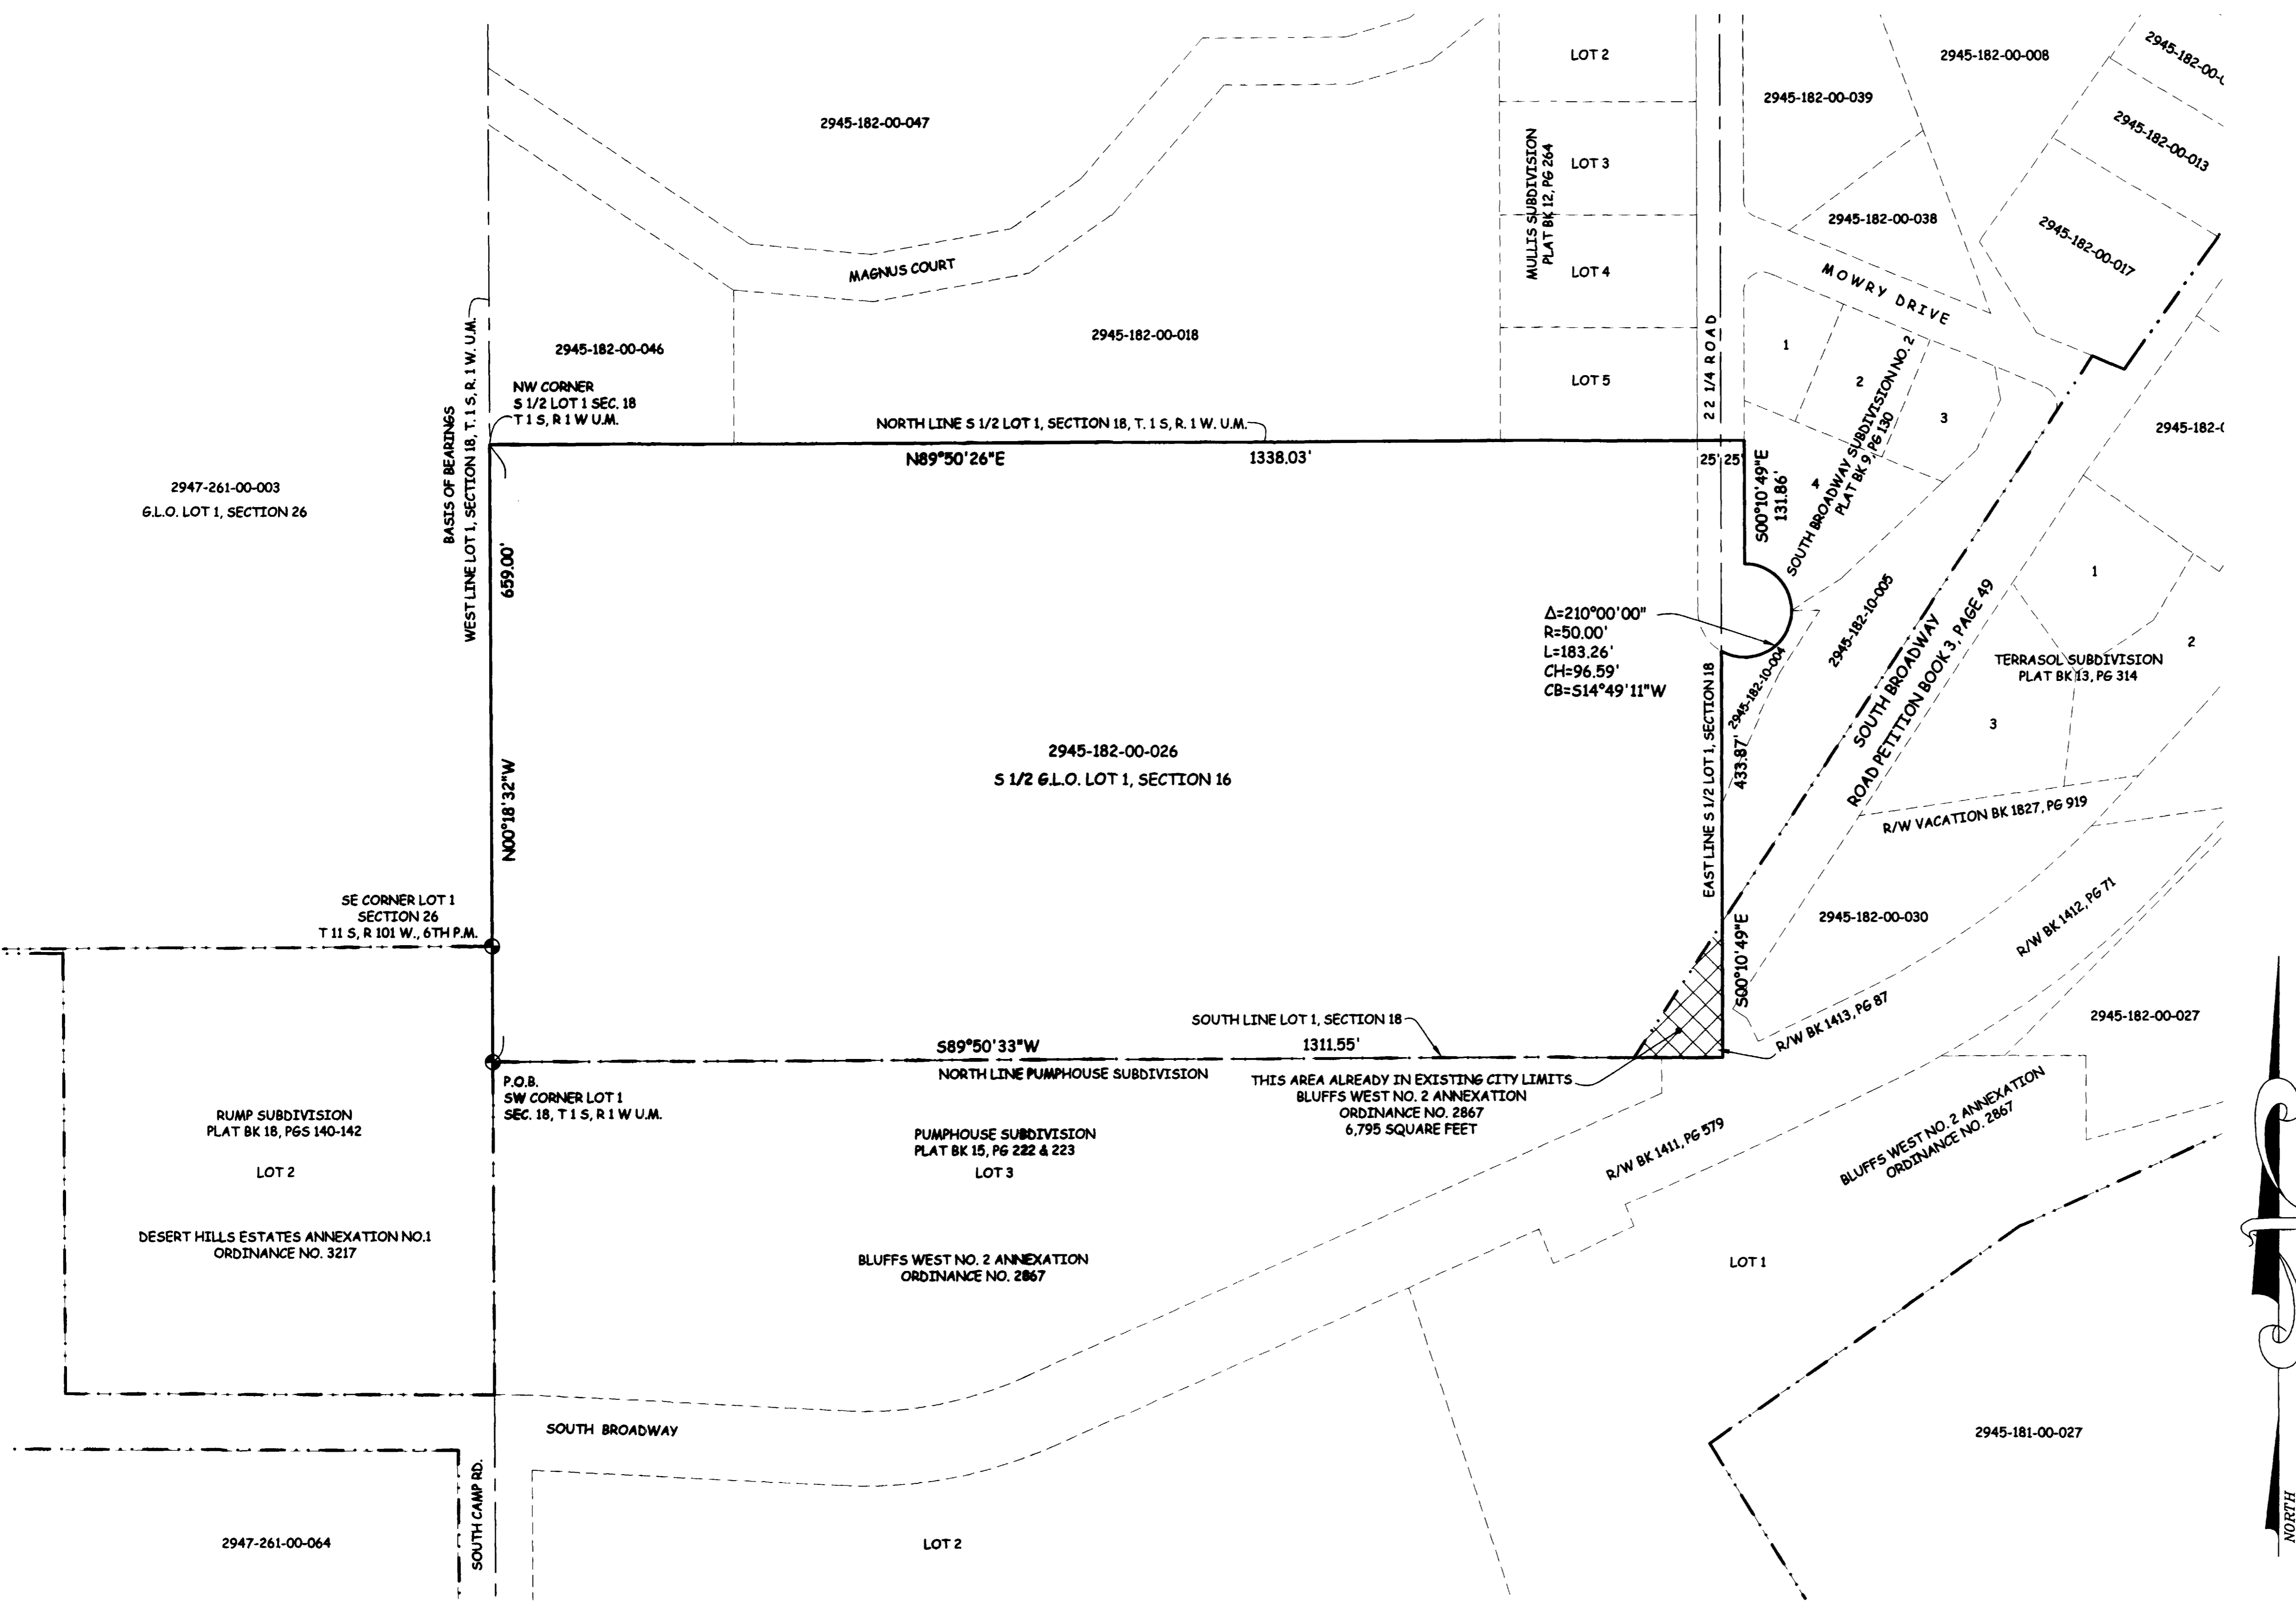 LOT 2
2945-182-00-008
2945-182-00-039
2945-182-00-047
MULLIS SUBDIVISION
PLAT BK 12, PG 264
LOT 3
2945-182-00-013
2945-182-00-038
2945-182-00-017
LOT 4
MAGNUS COURT
MOWRY DRIVE
22 1/4 ROAD
2945-182-00-046
2945-182-00-018
LOT 5
1
2
3
4
SOUTH BROADWAY SUBDIVISION NO. 2
PLAT BK 9, PG 130
BASIS OF BEARINGS
WEST LINE LOT 1, SECTION 18, T. 1 S, R. 1 W. U.M.
NW CORNER
S 1/2 LOT 1 SEC. 18
T 1 S, R 1 W U.M.
NORTH LINE S 1/2 LOT 1, SECTION 18, T. 1 S, R. 1 W. U.M.
N89°50'26"E
1338.03'
25' 25'
S00°10'49"E
131.86'
2947-261-00-003
G.L.O. LOT 1, SECTION 26
659.00'
N00°18'32"W
Δ=210°00'00"
R=50.00'
L=183.26'
CH=96.59'
CB=S14°49'11"W
2945-182-10-004
2945-182-10-005
SOUTH BROADWAY
ROAD PETITION BOOK 3, PAGE 49
1
2
TERRASOL SUBDIVISION
PLAT BK 13, PG 314
3
EAST LINE S 1/2 LOT 1, SECTION 18
433.87'
S00°10'49"E
2945-182-00-026
S 1/2 G.L.O. LOT 1, SECTION 16
R/W VACATION BK 1827, PG 919
2945-182-00-030
R/W BK 1412, PG 71
SE CORNER LOT 1
SECTION 26
T 11 S, R 101 W., 6TH P.M.
R/W BK 1413, PG 87
2945-182-00-027
SOUTH LINE LOT 1, SECTION 18
S89°50'33"W
1311.55'
NORTH LINE PUMPHOUSE SUBDIVISION
THIS AREA ALREADY IN EXISTING CITY LIMITS
BLUFFS WEST NO. 2 ANNEXATION
ORDINANCE NO. 2867
6,795 SQUARE FEET
P.O.B.
SW CORNER LOT 1
SEC. 18, T 1 S, R 1 W U.M.
RUMP SUBDIVISION
PLAT BK 18, PGS 140-142
LOT 2
PUMPHOUSE SUBDIVISION
PLAT BK 15, PG 222 & 223
LOT 3
R/W BK 1411, PG 579
BLUFFS WEST NO. 2 ANNEXATION
ORDINANCE NO. 2867
DESERT HILLS ESTATES ANNEXATION NO.1
ORDINANCE NO. 3217
BLUFFS WEST NO. 2 ANNEXATION
ORDINANCE NO. 2867
LOT 1
SOUTH BROADWAY
2945-181-00-027
SOUTH CAMP RD.
2947-261-00-064
LOT 2
NORTH